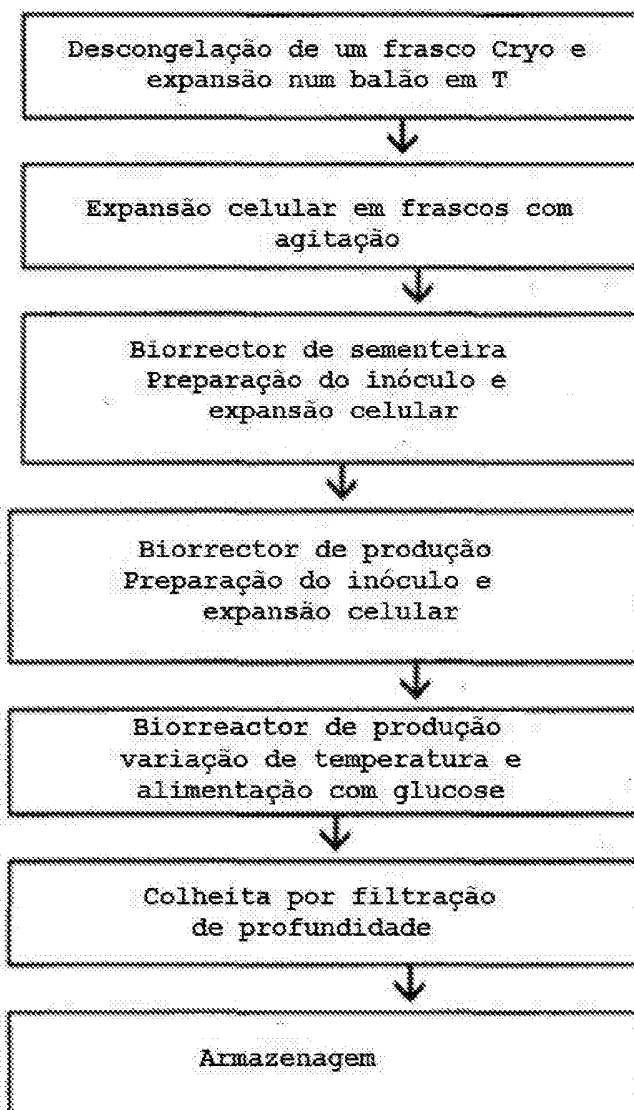 Descongelação de um frasco Cryo e
expansão num balão em T
Expansão celular em frascos com
agitação
Biorrector de sementeira
Preparação do inóculo e
expansão celular
Biorrector de produção
Preparação do inóculo e
expansão celular
Biorreactor de produção
variação de temperatura e
alimentação com glucose
Colheita por filtração
de profundidade
Armazenagem